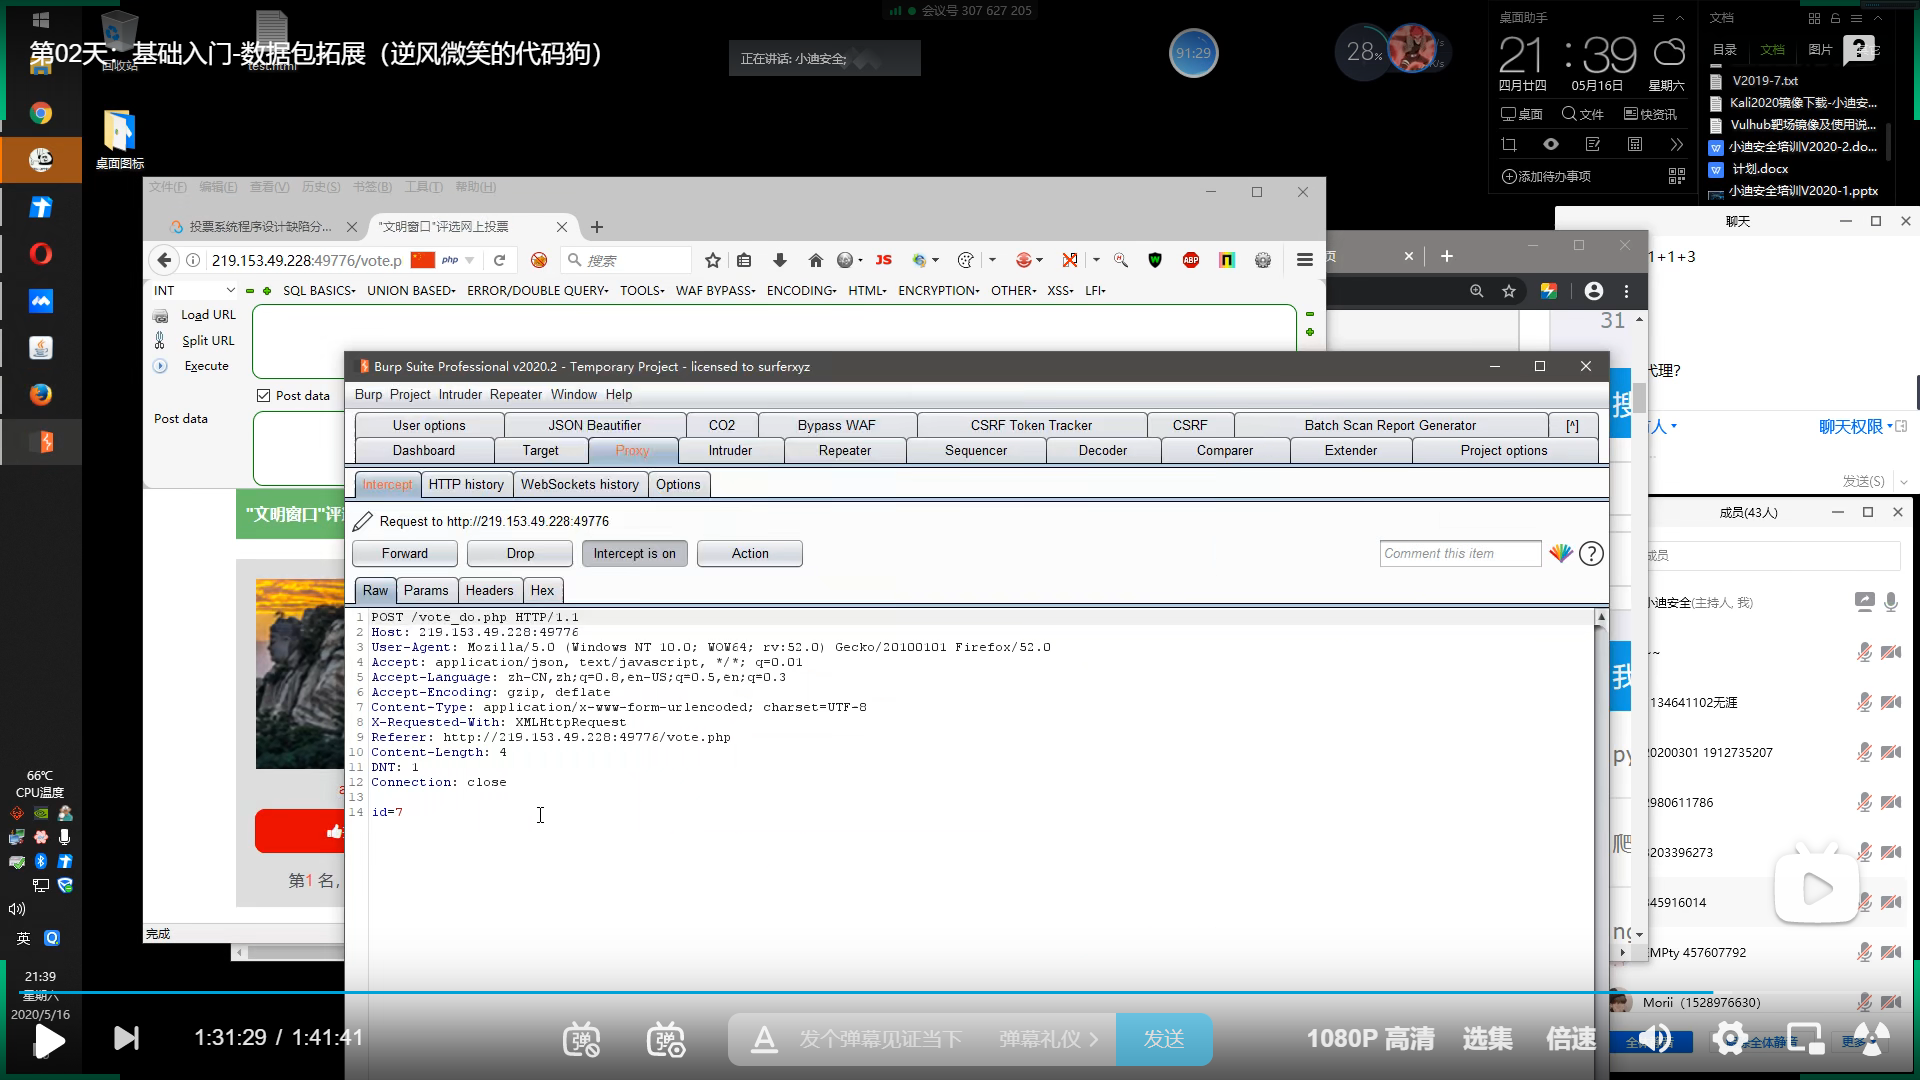 会议号 307 627 205
第02天：基础入门-数据包拓展（逆风微笑的代码狗）
回收站
test.html
正在讲话: 小迪安全;
91:29
28%
桌面助手
21:39
四月廿四
05月16日
星期六
桌面
文件
快资讯
添加待办事项
文档
目录
文档
图片
V2019-7.txt
Kali2020镜像下载-小迪安...
Vulhub靶场镜像及使用说...
小迪安全培训V2020-2.do...
计划.docx
小迪安全培训V2020-1.pptx
桌面图标
文件(F) 编辑(E) 查看(V) 历史(S) 书签(B) 工具(T) 帮助(H)
投票系统程序设计缺陷分...
"文明窗口"评选网上投票
219.153.49.228:49776/vote.p
php
搜索
JS
ABP
INT
SQL BASICS UNION BASED ERROR/DOUBLE QUERY TOOLS WAF BYPASS ENCODING HTML ENCRYPTION OTHER XSS LFI
Load URL
Split URL
Execute
Post data
Post data
"文明窗口"评
第1 名,
完成
Burp Suite Professional v2020.2 - Temporary Project - licensed to surferxyz
Burp Project Intruder Repeater Window Help
User options JSON Beautifier CO2 Bypass WAF CSRF Token Tracker CSRF Batch Scan Report Generator [^]
Dashboard Target Proxy Intruder Repeater Sequencer Decoder Comparer Extender Project options
Intercept HTTP history WebSockets history Options
Request to http://219.153.49.228:49776
Forward Drop Intercept is on Action
Comment this item
Raw Params Headers Hex
1 POST /vote_do.php HTTP/1.1
2 Host: 219.153.49.228:49776
3 User-Agent: Mozilla/5.0 (Windows NT 10.0; WOW64; rv:52.0) Gecko/20100101 Firefox/52.0
4 Accept: application/json, text/javascript, */*; q=0.01
5 Accept-Language: zh-CN,zh;q=0.8,en-US;q=0.5,en;q=0.3
6 Accept-Encoding: gzip, deflate
7 Content-Type: application/x-www-form-urlencoded; charset=UTF-8
8 X-Requested-With: XMLHttpRequest
9 Referer: http://219.153.49.228:49776/vote.php
10 Content-Length: 4
11 DNT: 1
12 Connection: close
13
14 id=7
聊天
1+1+3
31
代理?
搜
人
聊天权限
发送(S)
成员(43人)
成员
小迪安全(主持人, 我)
~~
134641102无涯
20200301 1912735207
2980611786
203396273
345916014
EMPty 457607792
Morii（1528976630）
我
py
爬
全体静音
更多
66℃
CPU温度
英
21:39
星期六
2020/5/16
1:31:29 / 1:41:41
弹
弹
发个弹幕见证当下
弹幕礼仪 >
发送
1080P 高清
选集
倍速